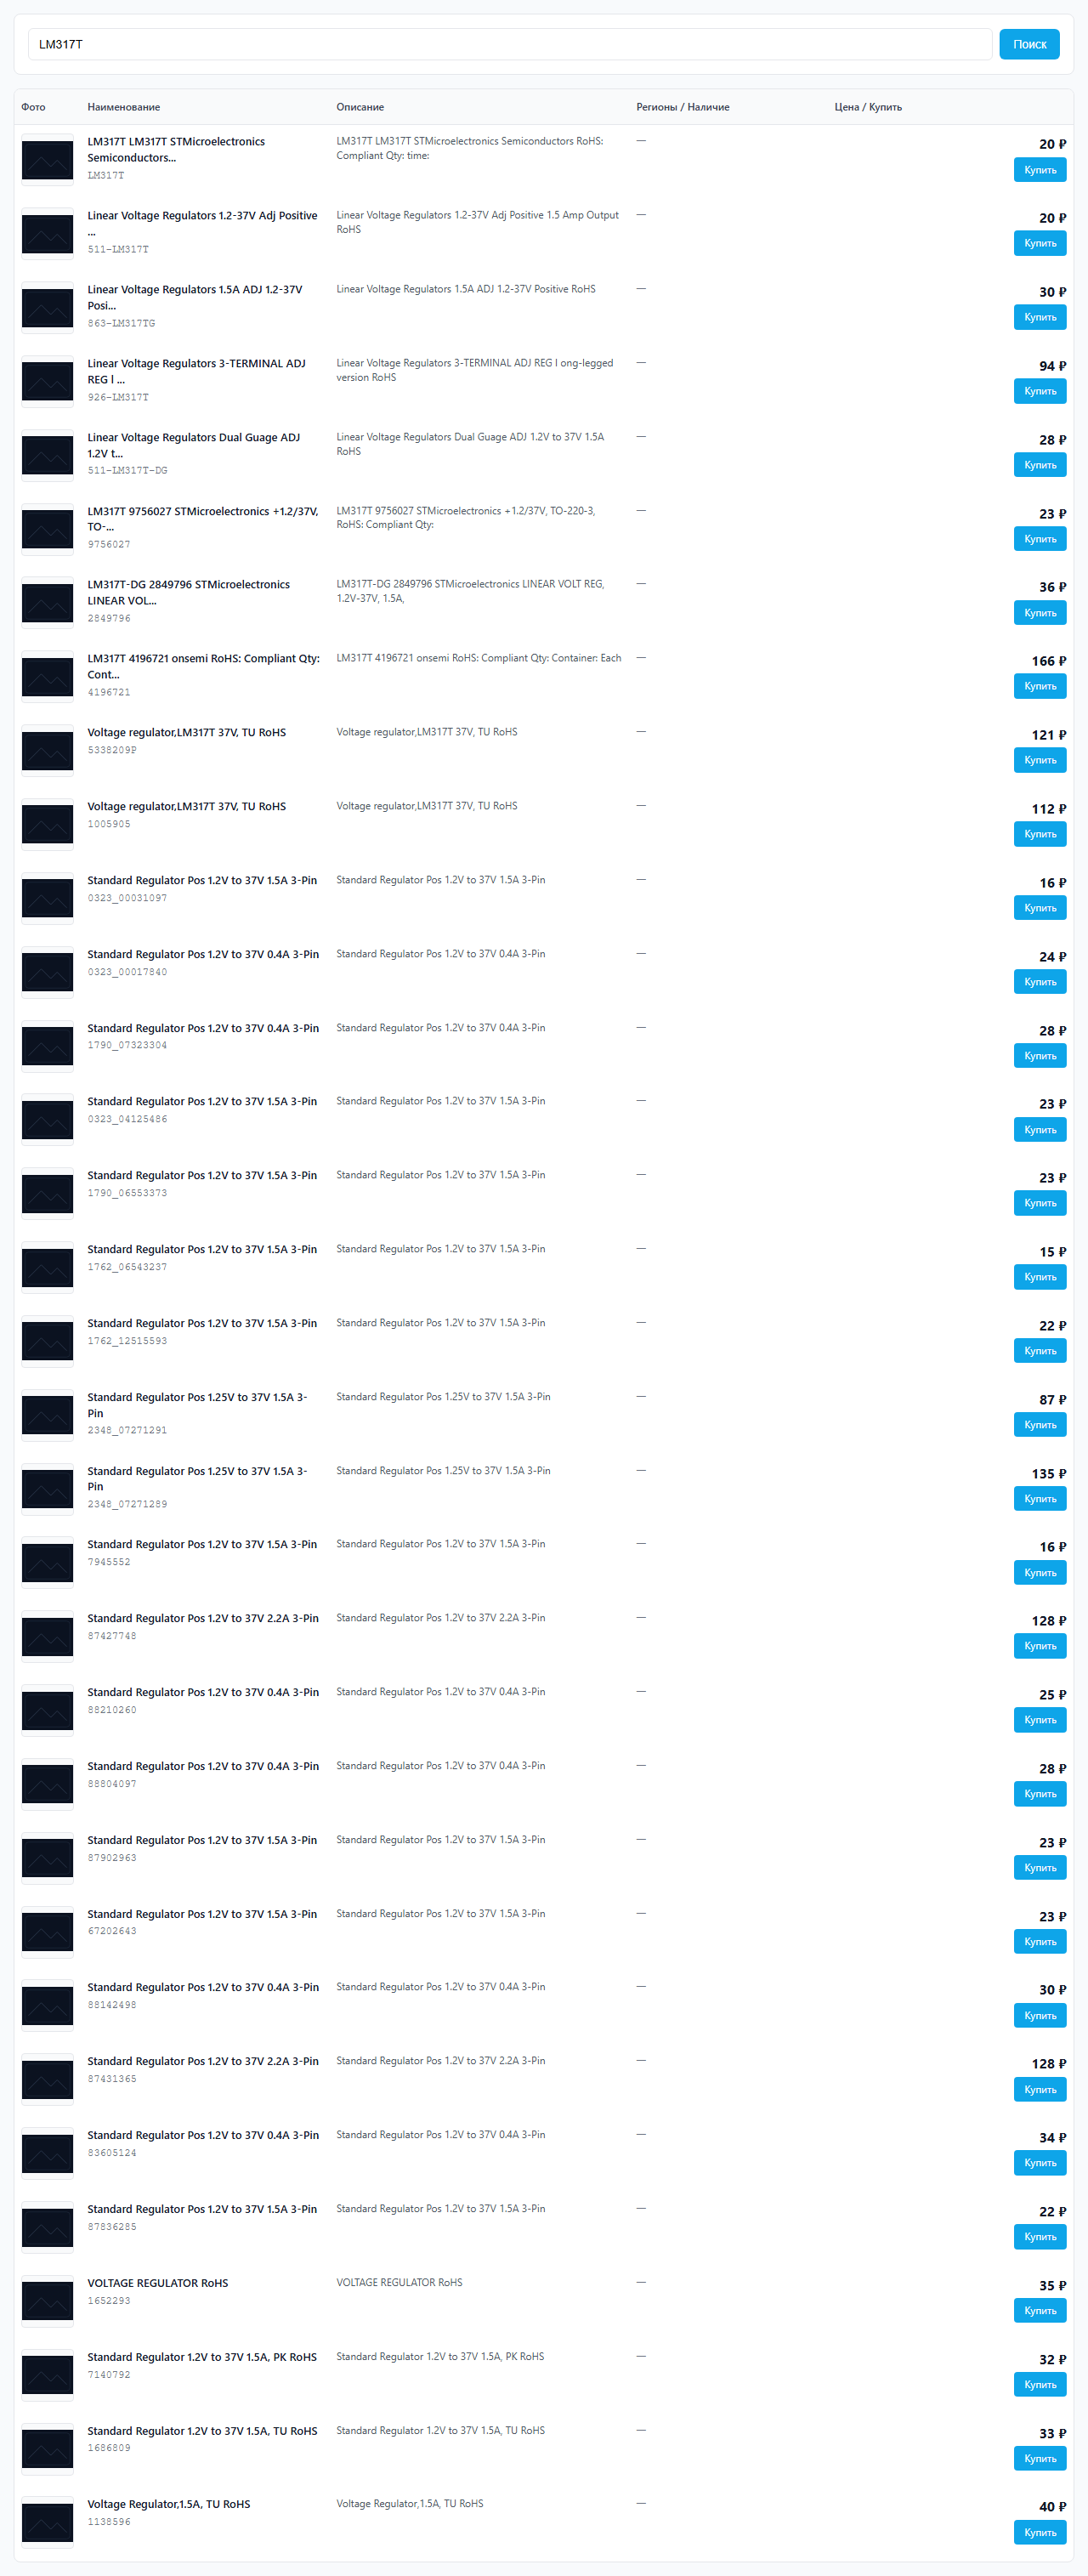 LM317T
Поиск
Фото
Наименование
Описание
Регионы / Наличие
Цена / Купить
LM317T LM317T STMicroelectronics
Semiconductors...
LM317T
LM317T LM317T STMicroelectronics Semiconductors RoHS:
Compliant Qty: time:
—
20 ₽
Купить
Linear Voltage Regulators 1.2-37V Adj Positive
...
511-LM317T
Linear Voltage Regulators 1.2-37V Adj Positive 1.5 Amp Output
RoHS
—
20 ₽
Купить
Linear Voltage Regulators 1.5A ADJ 1.2-37V
Posi...
863-LM317TG
Linear Voltage Regulators 1.5A ADJ 1.2-37V Positive RoHS
—
30 ₽
Купить
Linear Voltage Regulators 3-TERMINAL ADJ
REG l ...
926-LM317T
Linear Voltage Regulators 3-TERMINAL ADJ REG l ong-legged
version RoHS
—
94 ₽
Купить
Linear Voltage Regulators Dual Guage ADJ
1.2V t...
511-LM317T-DG
Linear Voltage Regulators Dual Guage ADJ 1.2V to 37V 1.5A
RoHS
—
28 ₽
Купить
LM317T 9756027 STMicroelectronics +1.2/37V,
TO-...
9756027
LM317T 9756027 STMicroelectronics +1.2/37V, TO-220-3,
RoHS: Compliant Qty:
—
23 ₽
Купить
LM317T-DG 2849796 STMicroelectronics
LINEAR VOL...
2849796
LM317T-DG 2849796 STMicroelectronics LINEAR VOLT REG,
1.2V-37V, 1.5A,
—
36 ₽
Купить
LM317T 4196721 onsemi RoHS: Compliant Qty:
Cont...
4196721
LM317T 4196721 onsemi RoHS: Compliant Qty: Container: Each
—
166 ₽
Купить
Voltage regulator,LM317T 37V, TU RoHS
5338209P
Voltage regulator,LM317T 37V, TU RoHS
—
121 ₽
Купить
Voltage regulator,LM317T 37V, TU RoHS
1005905
Voltage regulator,LM317T 37V, TU RoHS
—
112 ₽
Купить
Standard Regulator Pos 1.2V to 37V 1.5A 3-Pin
0323_00031097
Standard Regulator Pos 1.2V to 37V 1.5A 3-Pin
—
16 ₽
Купить
Standard Regulator Pos 1.2V to 37V 0.4A 3-Pin
0323_00017840
Standard Regulator Pos 1.2V to 37V 0.4A 3-Pin
—
24 ₽
Купить
Standard Regulator Pos 1.2V to 37V 0.4A 3-Pin
1790_07323304
Standard Regulator Pos 1.2V to 37V 0.4A 3-Pin
—
28 ₽
Купить
Standard Regulator Pos 1.2V to 37V 1.5A 3-Pin
0323_04125486
Standard Regulator Pos 1.2V to 37V 1.5A 3-Pin
—
23 ₽
Купить
Standard Regulator Pos 1.2V to 37V 1.5A 3-Pin
1790_06553373
Standard Regulator Pos 1.2V to 37V 1.5A 3-Pin
—
23 ₽
Купить
Standard Regulator Pos 1.2V to 37V 1.5A 3-Pin
1762_06543237
Standard Regulator Pos 1.2V to 37V 1.5A 3-Pin
—
15 ₽
Купить
Standard Regulator Pos 1.2V to 37V 1.5A 3-Pin
1762_12515593
Standard Regulator Pos 1.2V to 37V 1.5A 3-Pin
—
22 ₽
Купить
Standard Regulator Pos 1.25V to 37V 1.5A 3-
Pin
2348_07271291
Standard Regulator Pos 1.25V to 37V 1.5A 3-Pin
—
87 ₽
Купить
Standard Regulator Pos 1.25V to 37V 1.5A 3-
Pin
2348_07271289
Standard Regulator Pos 1.25V to 37V 1.5A 3-Pin
—
135 ₽
Купить
Standard Regulator Pos 1.2V to 37V 1.5A 3-Pin
7945552
Standard Regulator Pos 1.2V to 37V 1.5A 3-Pin
—
16 ₽
Купить
Standard Regulator Pos 1.2V to 37V 2.2A 3-Pin
87427748
Standard Regulator Pos 1.2V to 37V 2.2A 3-Pin
—
128 ₽
Купить
Standard Regulator Pos 1.2V to 37V 0.4A 3-Pin
88210260
Standard Regulator Pos 1.2V to 37V 0.4A 3-Pin
—
25 ₽
Купить
Standard Regulator Pos 1.2V to 37V 0.4A 3-Pin
88804097
Standard Regulator Pos 1.2V to 37V 0.4A 3-Pin
—
28 ₽
Купить
Standard Regulator Pos 1.2V to 37V 1.5A 3-Pin
87902963
Standard Regulator Pos 1.2V to 37V 1.5A 3-Pin
—
23 ₽
Купить
Standard Regulator Pos 1.2V to 37V 1.5A 3-Pin
67202643
Standard Regulator Pos 1.2V to 37V 1.5A 3-Pin
—
23 ₽
Купить
Standard Regulator Pos 1.2V to 37V 0.4A 3-Pin
88142498
Standard Regulator Pos 1.2V to 37V 0.4A 3-Pin
—
30 ₽
Купить
Standard Regulator Pos 1.2V to 37V 2.2A 3-Pin
87431365
Standard Regulator Pos 1.2V to 37V 2.2A 3-Pin
—
128 ₽
Купить
Standard Regulator Pos 1.2V to 37V 0.4A 3-Pin
83605124
Standard Regulator Pos 1.2V to 37V 0.4A 3-Pin
—
34 ₽
Купить
Standard Regulator Pos 1.2V to 37V 1.5A 3-Pin
87836285
Standard Regulator Pos 1.2V to 37V 1.5A 3-Pin
—
22 ₽
Купить
VOLTAGE REGULATOR RoHS
1652293
VOLTAGE REGULATOR RoHS
—
35 ₽
Купить
Standard Regulator 1.2V to 37V 1.5A, PK RoHS
7140792
Standard Regulator 1.2V to 37V 1.5A, PK RoHS
—
32 ₽
Купить
Standard Regulator 1.2V to 37V 1.5A, TU RoHS
1686809
Standard Regulator 1.2V to 37V 1.5A, TU RoHS
—
33 ₽
Купить
Voltage Regulator,1.5A, TU RoHS
1138596
Voltage Regulator,1.5A, TU RoHS
—
40 ₽
Купить